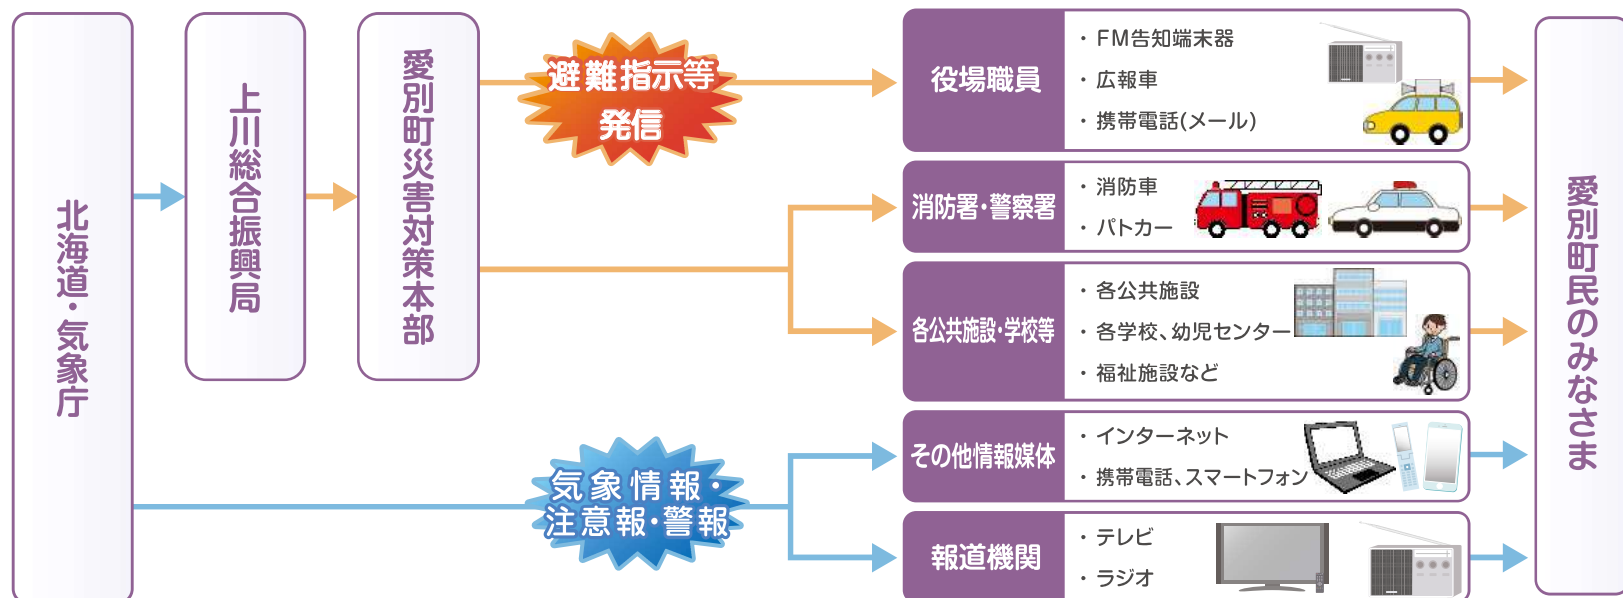 北海道・気象庁
上川総合振興局
愛別町災害対策本部
避難指示等
発信
気象情報・
注意報・警報
役場職員
・FM告知端末器
・広報車
・携帯電話(メール)
消防署・警察署
・消防車
・パトカー
各公共施設・学校等
・各公共施設
・各学校、幼児センター
・福祉施設など
その他情報媒体
・インターネット
・携帯電話、スマートフォン
報道機関
・テレビ
・ラジオ
愛別町民のみなさま